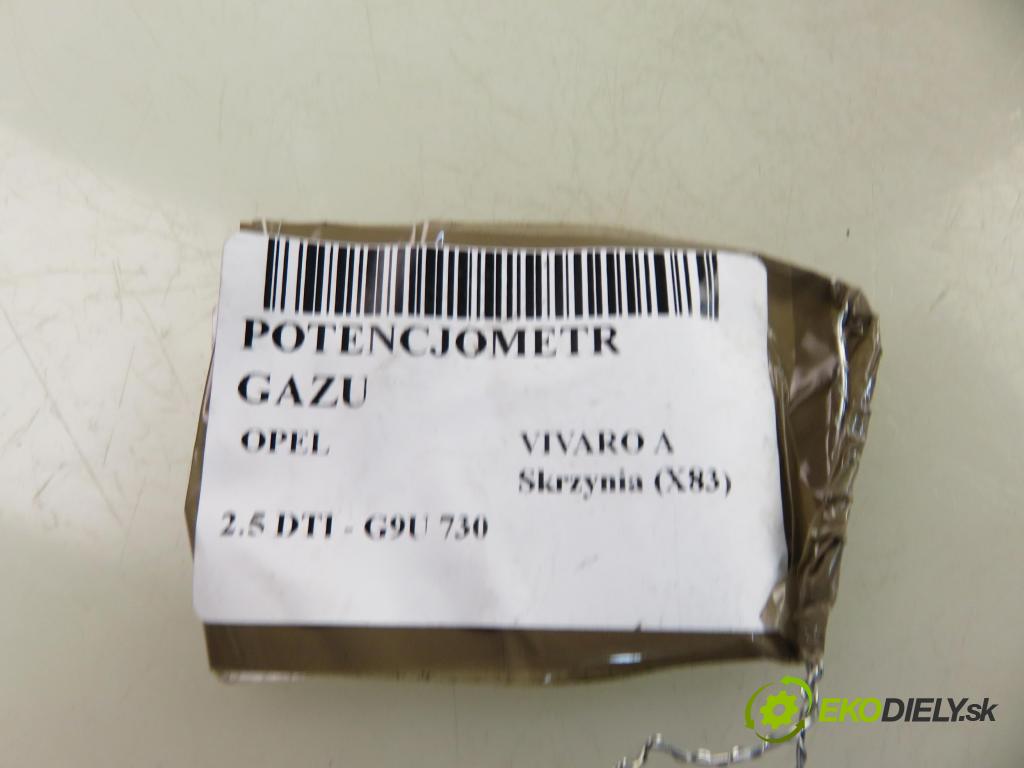 POTENCJOMETR
GAZU
OPEL
VIVARO A
Skrzynia (X83)
2.5 DTI - G9U 730
EKODIELY.sk